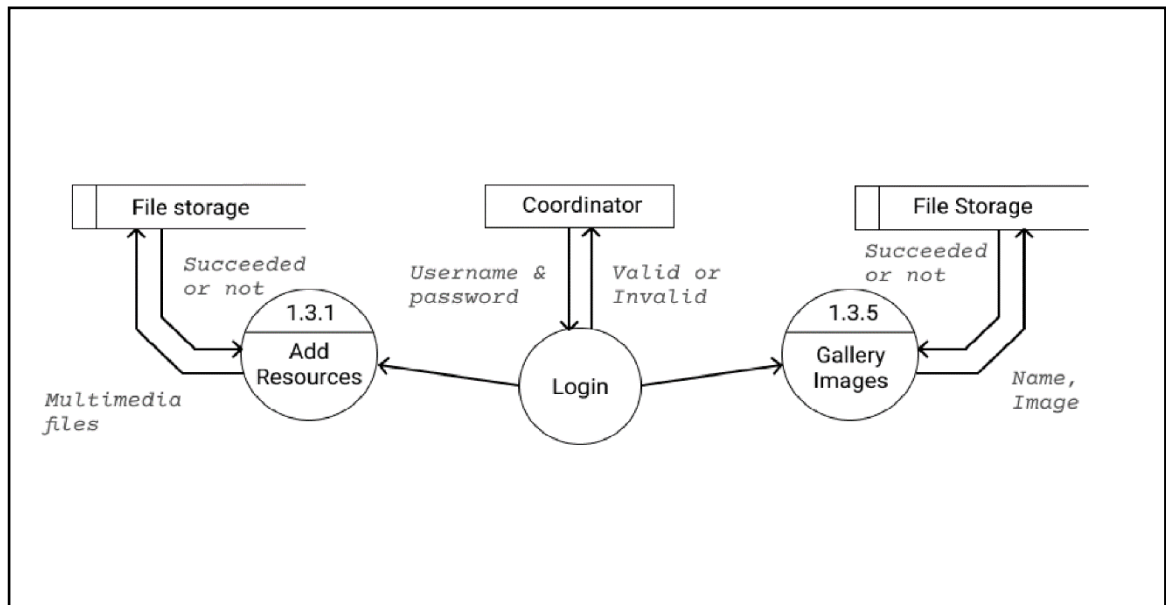 File storage
Coordinator
File Storage
Succeeded
or not
Username &
password
Valid or
Invalid
Succeeded
or not
1.3.1
Add
Resources
Login
1.3.5
Gallery
Images
Multimedia
files
Name,
Image